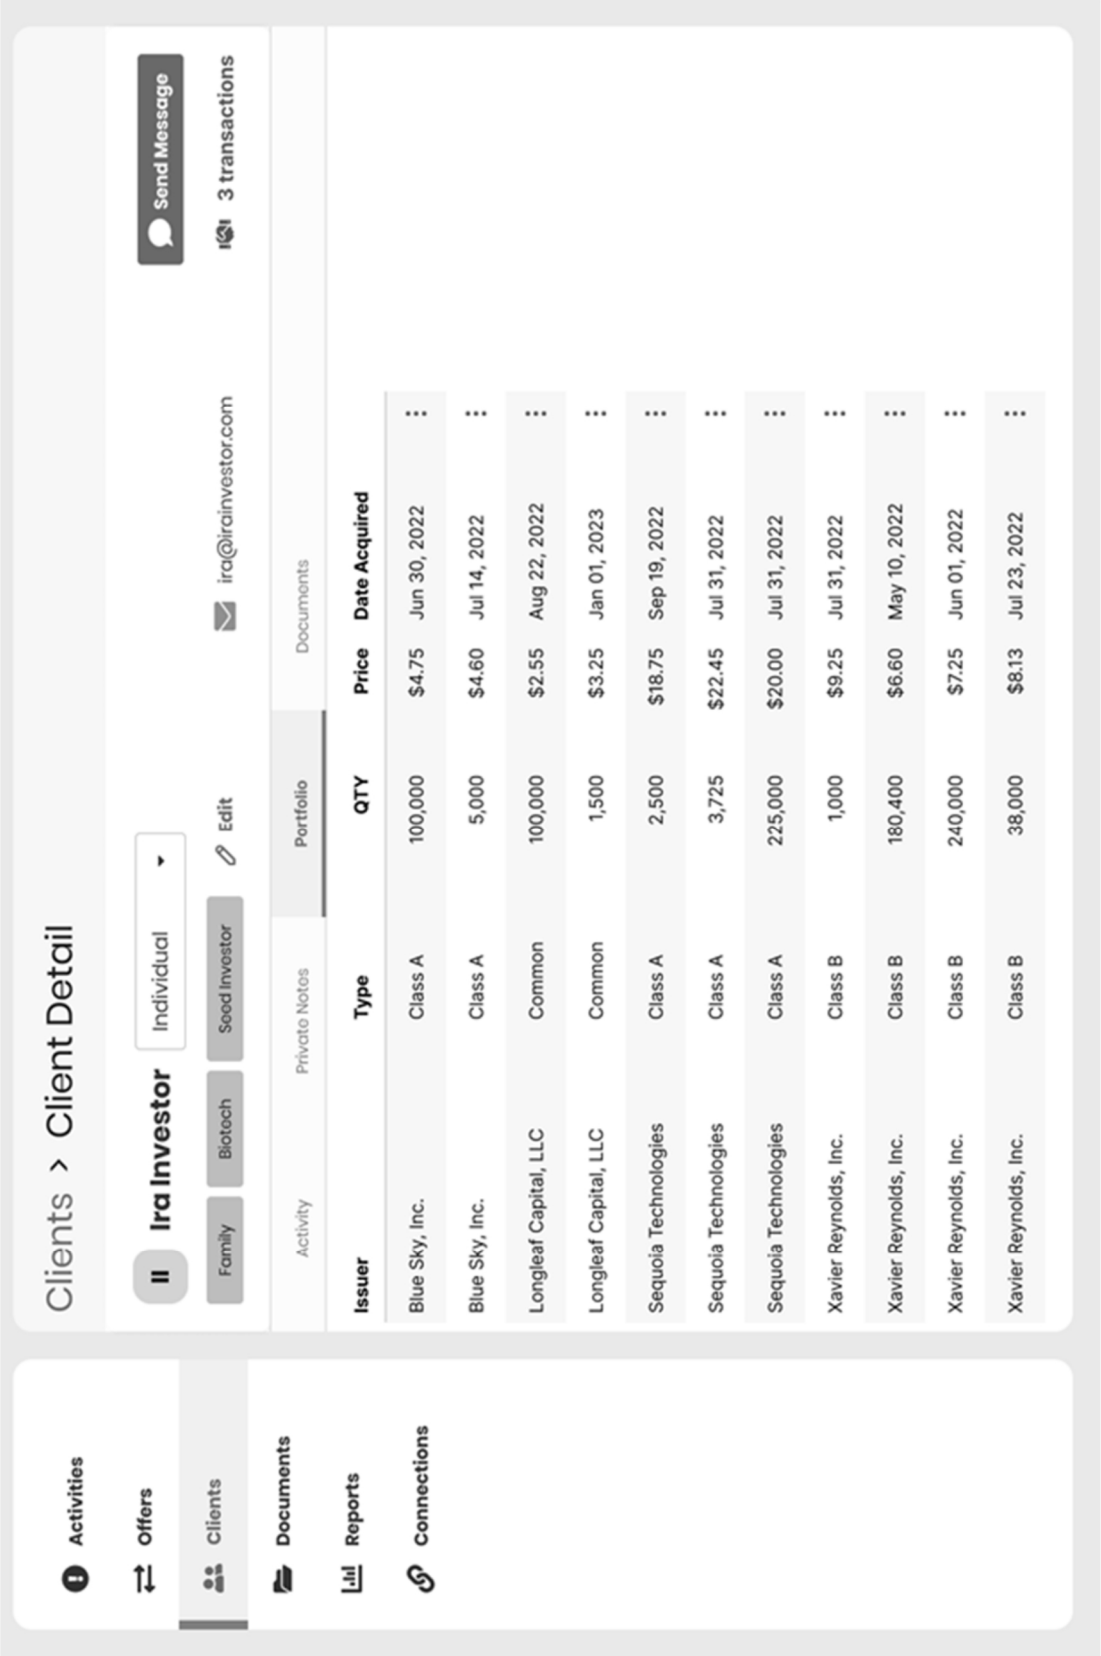 Activities
Offers
Clients
Documents
Reports
Connections
Clients > Client Detail
II Ira Investor Individual Send Message
Family Biotech Seed Investor Edit ira@irainvestor.com 3 transactions
Activity Private Notes Portfolio Documents
Issuer Type QTY Price Date Acquired
Blue Sky, Inc. Class A 100,000 $4.75 Jun 30, 2022
Blue Sky, Inc. Class A 5,000 $4.60 Jul 14, 2022
Longleaf Capital, LLC Common 100,000 $2.55 Aug 22, 2022
Longleaf Capital, LLC Common 1,500 $3.25 Jan 01, 2023
Sequoia Technologies Class A 2,500 $18.75 Sep 19, 2022
Sequoia Technologies Class A 3,725 $22.45 Jul 31, 2022
Sequoia Technologies Class A 225,000 $20.00 Jul 31, 2022
Xavier Reynolds, Inc. Class B 1,000 $9.25 Jul 31, 2022
Xavier Reynolds, Inc. Class B 180,400 $6.60 May 10, 2022
Xavier Reynolds, Inc. Class B 240,000 $7.25 Jun 01, 2022
Xavier Reynolds, Inc. Class B 38,000 $8.13 Jul 23, 2022